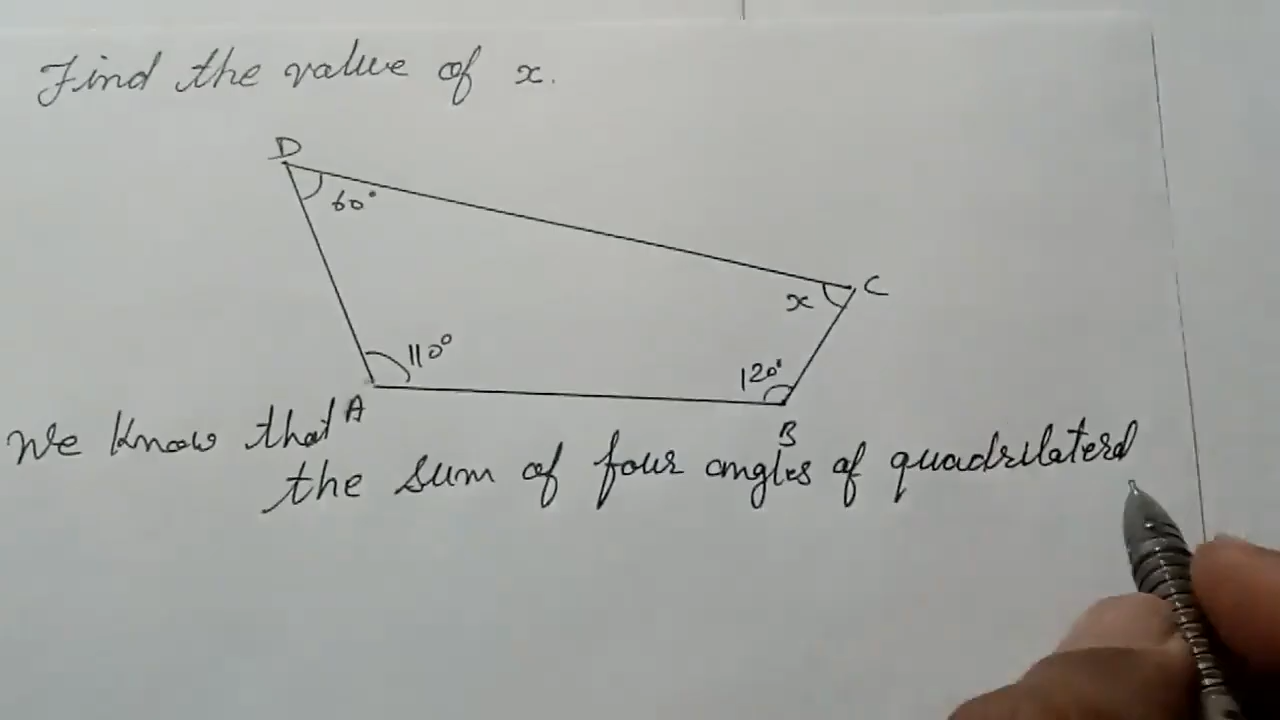 Find the value of x.
D
60°
C
x
110°
120°
A
B
We know that
the sum of four angles of quadrilateral